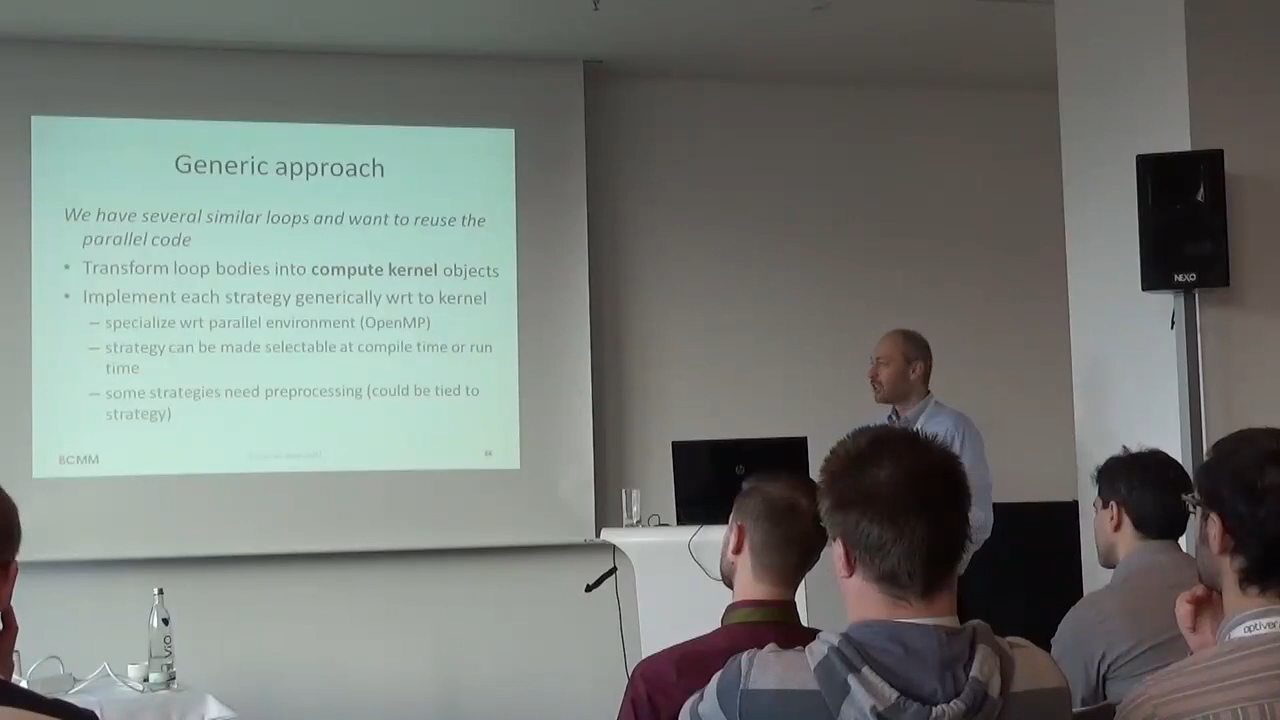 Generic approach
We have several similar loops and want to reuse the
parallel code
• Transform loop bodies into compute kernel objects
• Implement each strategy generically wrt to kernel
– specialize wrt parallel environment (OpenMP)
– strategy can be made selectable at compile time or run
time
– some strategies need preprocessing (could be tied to
strategy)
BCMM
NEXO
optiver